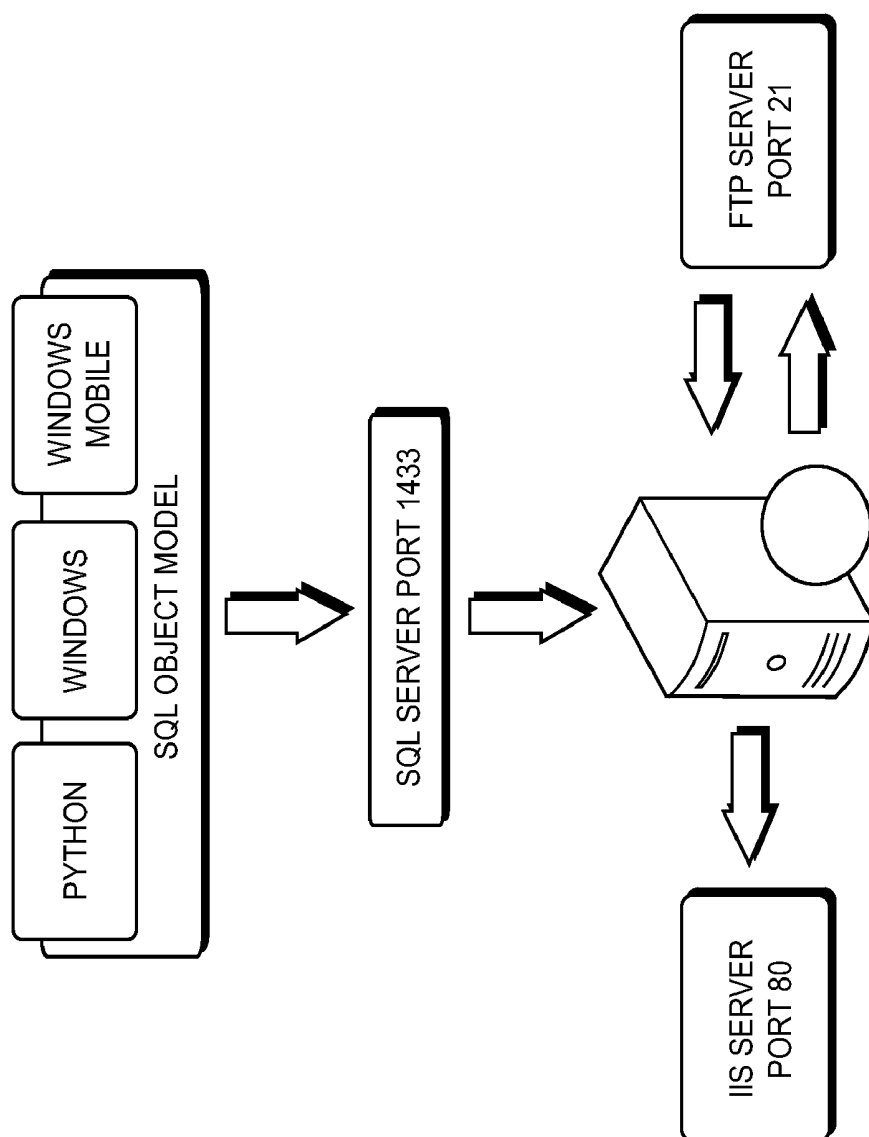 PYTHON
WINDOWS
WINDOWS
MOBILE
SQL OBJECT MODEL
SQL SERVER PORT 1433
IIS SERVER
PORT 80
FTP SERVER
PORT 21